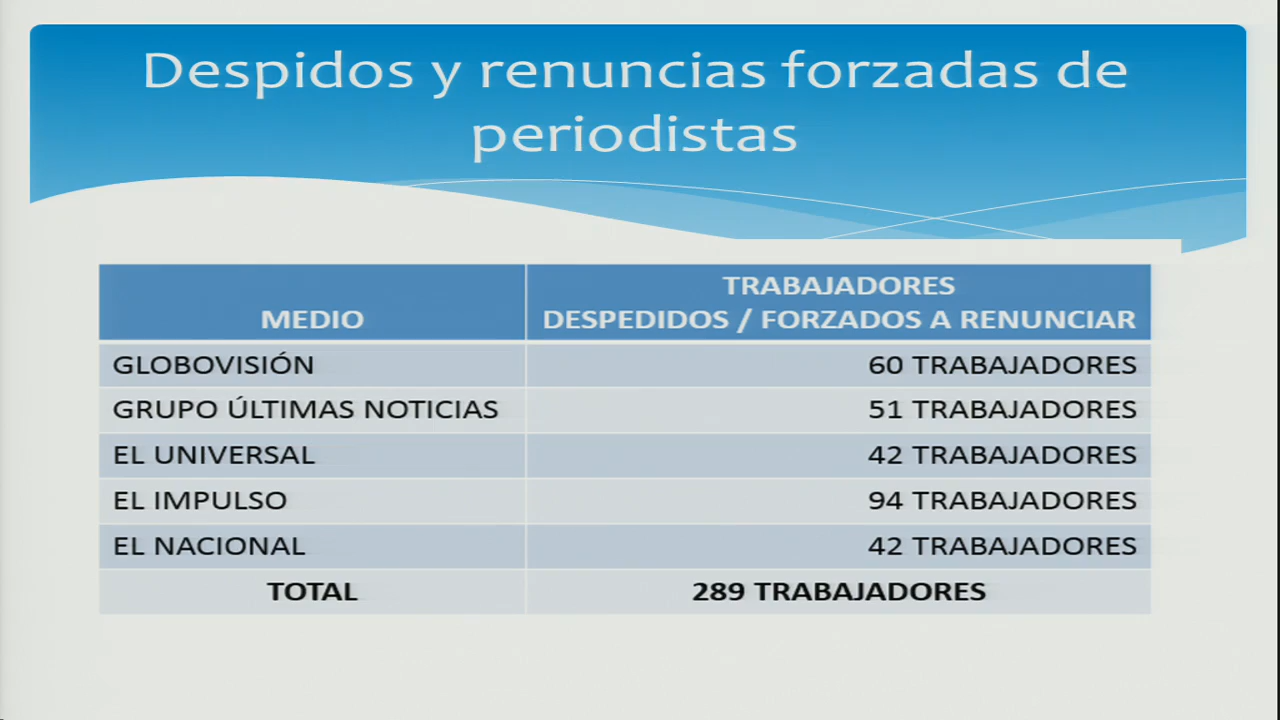 Despidos y renuncias forzadas de
periodistas
MEDIO
TRABAJADORES
DESPEDIDOS / FORZADOS A RENUNCIAR
GLOBOVISIÓN 60 TRABAJADORES
GRUPO ÚLTIMAS NOTICIAS 51 TRABAJADORES
EL UNIVERSAL 42 TRABAJADORES
EL IMPULSO 94 TRABAJADORES
EL NACIONAL 42 TRABAJADORES
TOTAL 289 TRABAJADORES